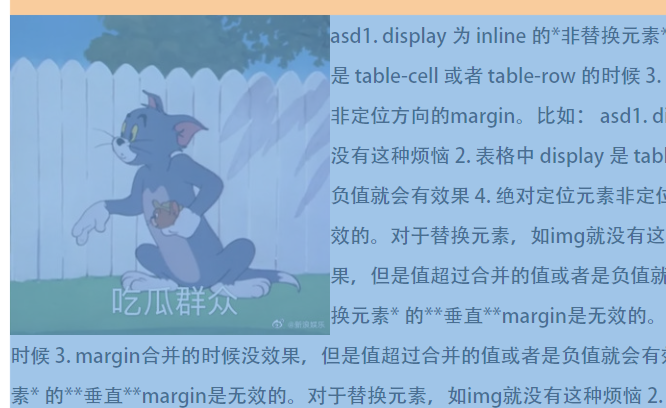 asd1. display 为 inline 的*非替换元素*
是 table-cell 或者 table-row 的时候 3.
非定位方向的margin。比如： asd1. di
没有这种烦恼 2. 表格中 display 是 tabl
负值就会有效果 4. 绝对定位元素非定位
效的。对于替换元素，如img就没有这
果，但是值超过合并的值或者是负值就
换元素* 的**垂直**margin是无效的。
吃瓜群众
@新浪娱乐
时候 3. margin合并的时候没效果，但是值超过合并的值或者是负值就会有效
素* 的**垂直**margin是无效的。对于替换元素，如img就没有这种烦恼 2.